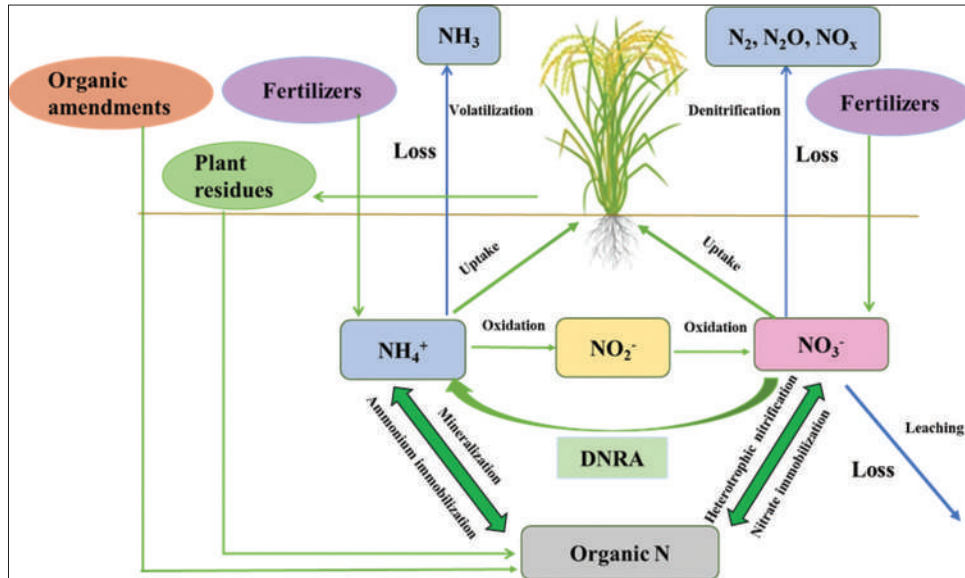 NH₃
N₂, N₂O, NOₓ
Organic
amendments
Fertilizers
Volatilization
Denitrification
Fertilizers
Loss
Loss
Plant
residues
Uptake
Uptake
NH₄⁺
Oxidation
NO₂⁻
Oxidation
NO₃⁻
Mineralization
Ammonium immobilization
DNRA
Heterotrophic nitrification
Nitrate immobilization
Leaching
Loss
Organic N